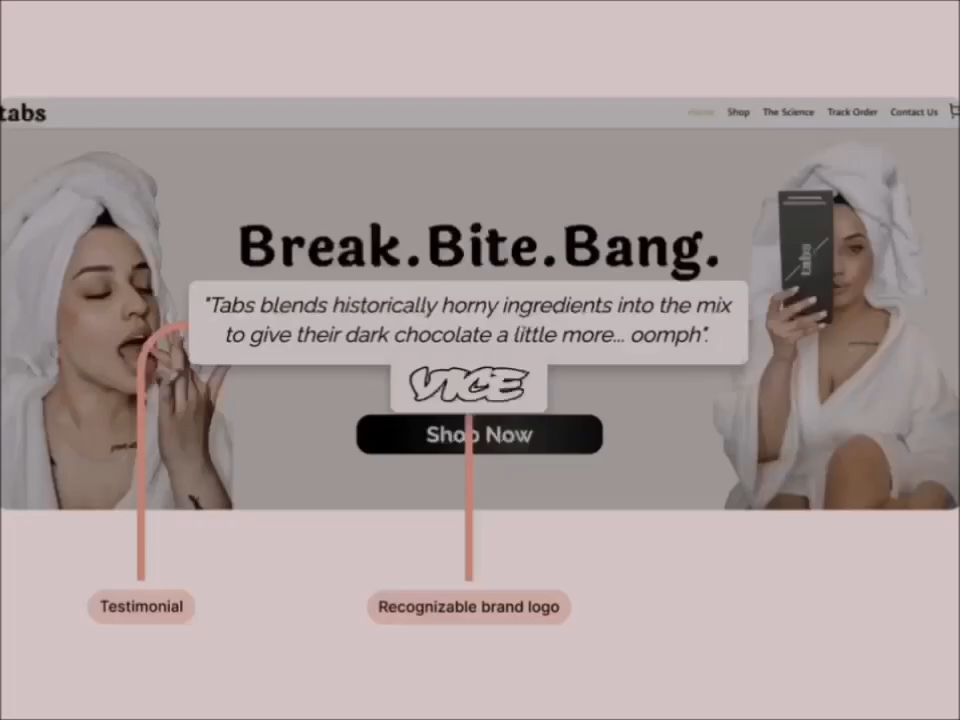 tabs
Home Shop The Science Track Order Contact Us
Break.Bite.Bang.
"Tabs blends historically horny ingredients into the mix
to give their dark chocolate a little more... oomph".
VICE
Shop Now
tabs
Testimonial
Recognizable brand logo